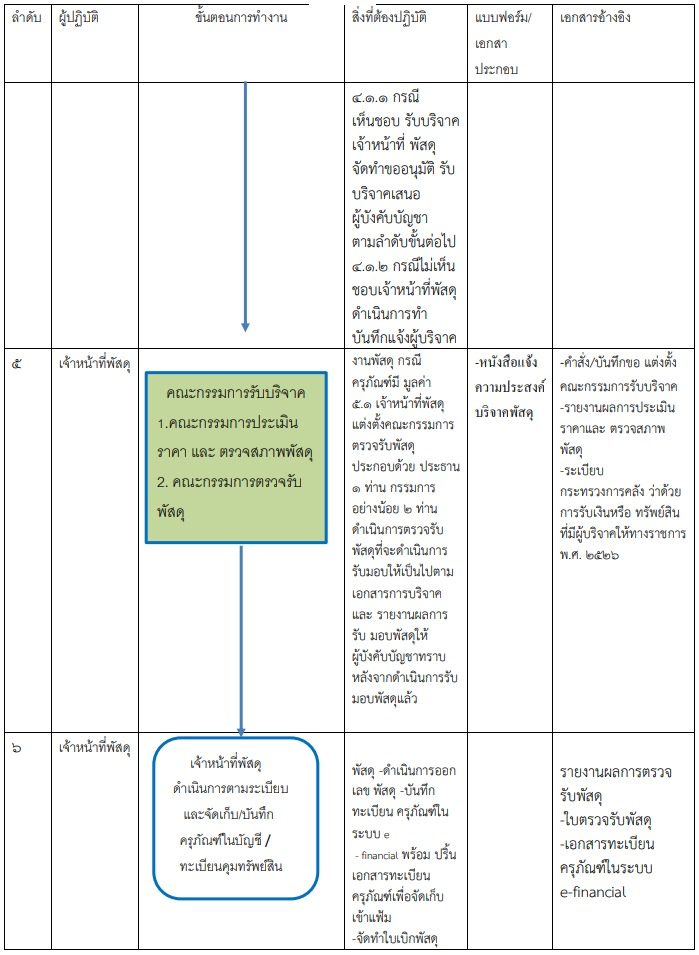 ลำดับ
ผู้ปฏิบัติ
ขั้นตอนการทำงาน
สิ่งที่ต้องปฏิบัติ
แบบฟอร์ม/
เอกสา
ประกอบ
เอกสารอ้างอิง
๔.๑.๑ กรณี
เห็นชอบ รับบริจาค
เจ้าหน้าที่ พัสดุ
จัดทำขออนุมัติ รับ
บริจาคเสนอ
ผู้บังคับบัญชา
ตามลำดับขั้นต่อไป
๔.๑.๒ กรณีไม่เห็น
ชอบเจ้าหน้าที่พัสดุ
ดำเนินการทำ
บันทึกแจ้งผู้บริจาค
๕
เจ้าหน้าที่พัสดุ
คณะกรรมการรับบริจาค
1.คณะกรรมการประเมิน
ราคา และ ตรวจสภาพพัสดุ
2. คณะกรรมการตรวจรับ
พัสดุ
งานพัสดุ กรณี
ครุภัณฑ์มี มูลค่า
๕.๑ เจ้าหน้าที่พัสดุ
แต่งตั้งคณะกรรมการ
ตรวจรับพัสดุ
ประกอบด้วย ประธาน
๑ ท่าน กรรมการ
อย่างน้อย ๒ ท่าน
ดำเนินการตรวจรับ
พัสดุที่จะดำเนินการ
รับมอบให้เป็นไปตาม
เอกสารการบริจาค
และ รายงานผลการ
รับ มอบพัสดุให้
ผู้บังคับบัญชาทราบ
หลังจากดำเนินการรับ
มอบพัสดุแล้ว
-หนังสือแจ้ง
ความประสงค์
บริจาคพัสดุ
-คำสั่ง/บันทึกขอ แต่งตั้ง
คณะกรรมการรับบริจาค
-รายงานผลการประเมิน
ราคาและ ตรวจสภาพ
พัสดุ
-ระเบียบ
กระทรวงการคลัง ว่าด้วย
การรับเงินหรือ ทรัพย์สิน
ที่มีผู้บริจาคให้ทางราชการ
พ.ศ. ๒๕๒๖
๖
เจ้าหน้าที่พัสดุ
เจ้าหน้าที่พัสดุ
ดำเนินการตามระเบียบ
และจัดเก็บ/บันทึก
ครุภัณฑ์ในบัญชี /
ทะเบียนคุมทรัพย์สิน
พัสดุ -ดำเนินการออก
เลข พัสดุ -บันทึก
ทะเบียน ครุภัณฑ์ใน
ระบบ e
- financial พร้อม ปริ้น
เอกสารทะเบียน
ครุภัณฑ์เพื่อจัดเก็บ
เข้าแฟ้ม
-จัดทำใบเบิกพัสดุ
รายงานผลการตรวจ
รับพัสดุ
-ใบตรวจรับพัสดุ
-เอกสารทะเบียน
ครุภัณฑ์ในระบบ
e-financial